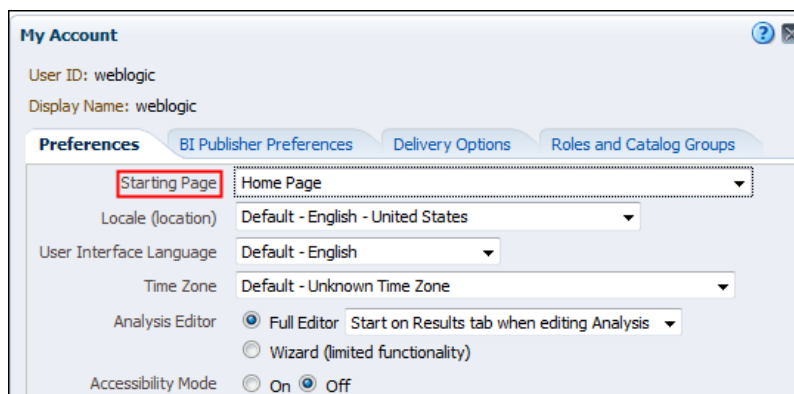 My Account
User ID: weblogic
Display Name: weblogic
Preferences BI Publisher Preferences Delivery Options Roles and Catalog Groups
Starting Page Home Page
Locale (location) Default - English - United States
User Interface Language Default - English
Time Zone Default - Unknown Time Zone
Analysis Editor Full Editor Start on Results tab when editing Analysis
Wizard (limited functionality)
Accessibility Mode On Off